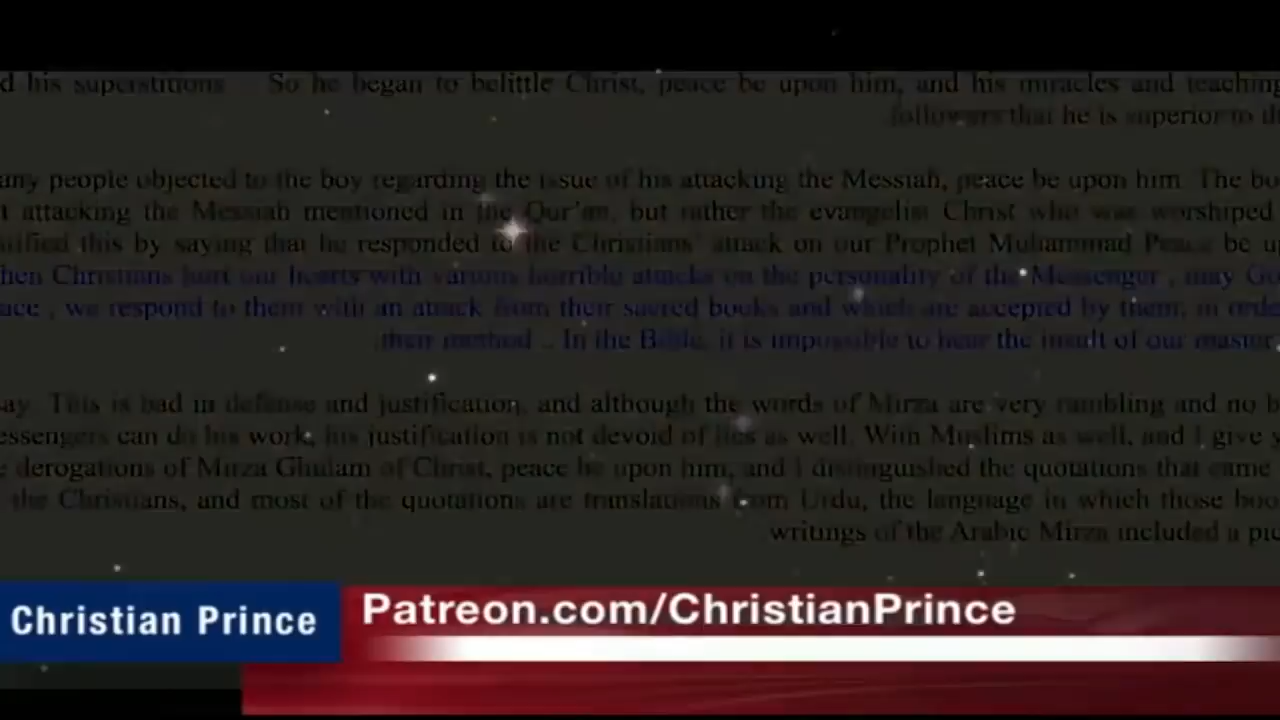 d his superstitions So he began to belittle Christ, peace be upon him, and his miracles and teaching
followers that he is superior to th
any people objected to the boy regarding the issue of his attacking the Messiah, peace be upon him. The bo
t attacking the Messiah mentioned in the Qur'an, but rather the evangelist Christ who was worshiped
stified this by saying that he responded to the Christians' attack on our Prophet Muhammad Peace be u
hen Christians hurt our hearts with various horrible attacks on the personality of the Messenger , may Go
ace , we respond to them with an attack from their sacred books and which are accepted by them, in orde
their method .. In the Bible, it is impossible to hear the insult of our master
ay. This is bad in defense and justification, and although the words of Mirza are very rambling and no b
essengers can do his work, his justification is not devoid of lies as well. With Muslims as well, and I give
e derogations of Mirza Ghulam of Christ, peace be upon him, and I distinguished the quotations that came
the Christians, and most of the quotations are translations from Urdu, the language in which those boo
writings of the Arabic Mirza included a pic
Christian Prince
Patreon.com/ChristianPrince